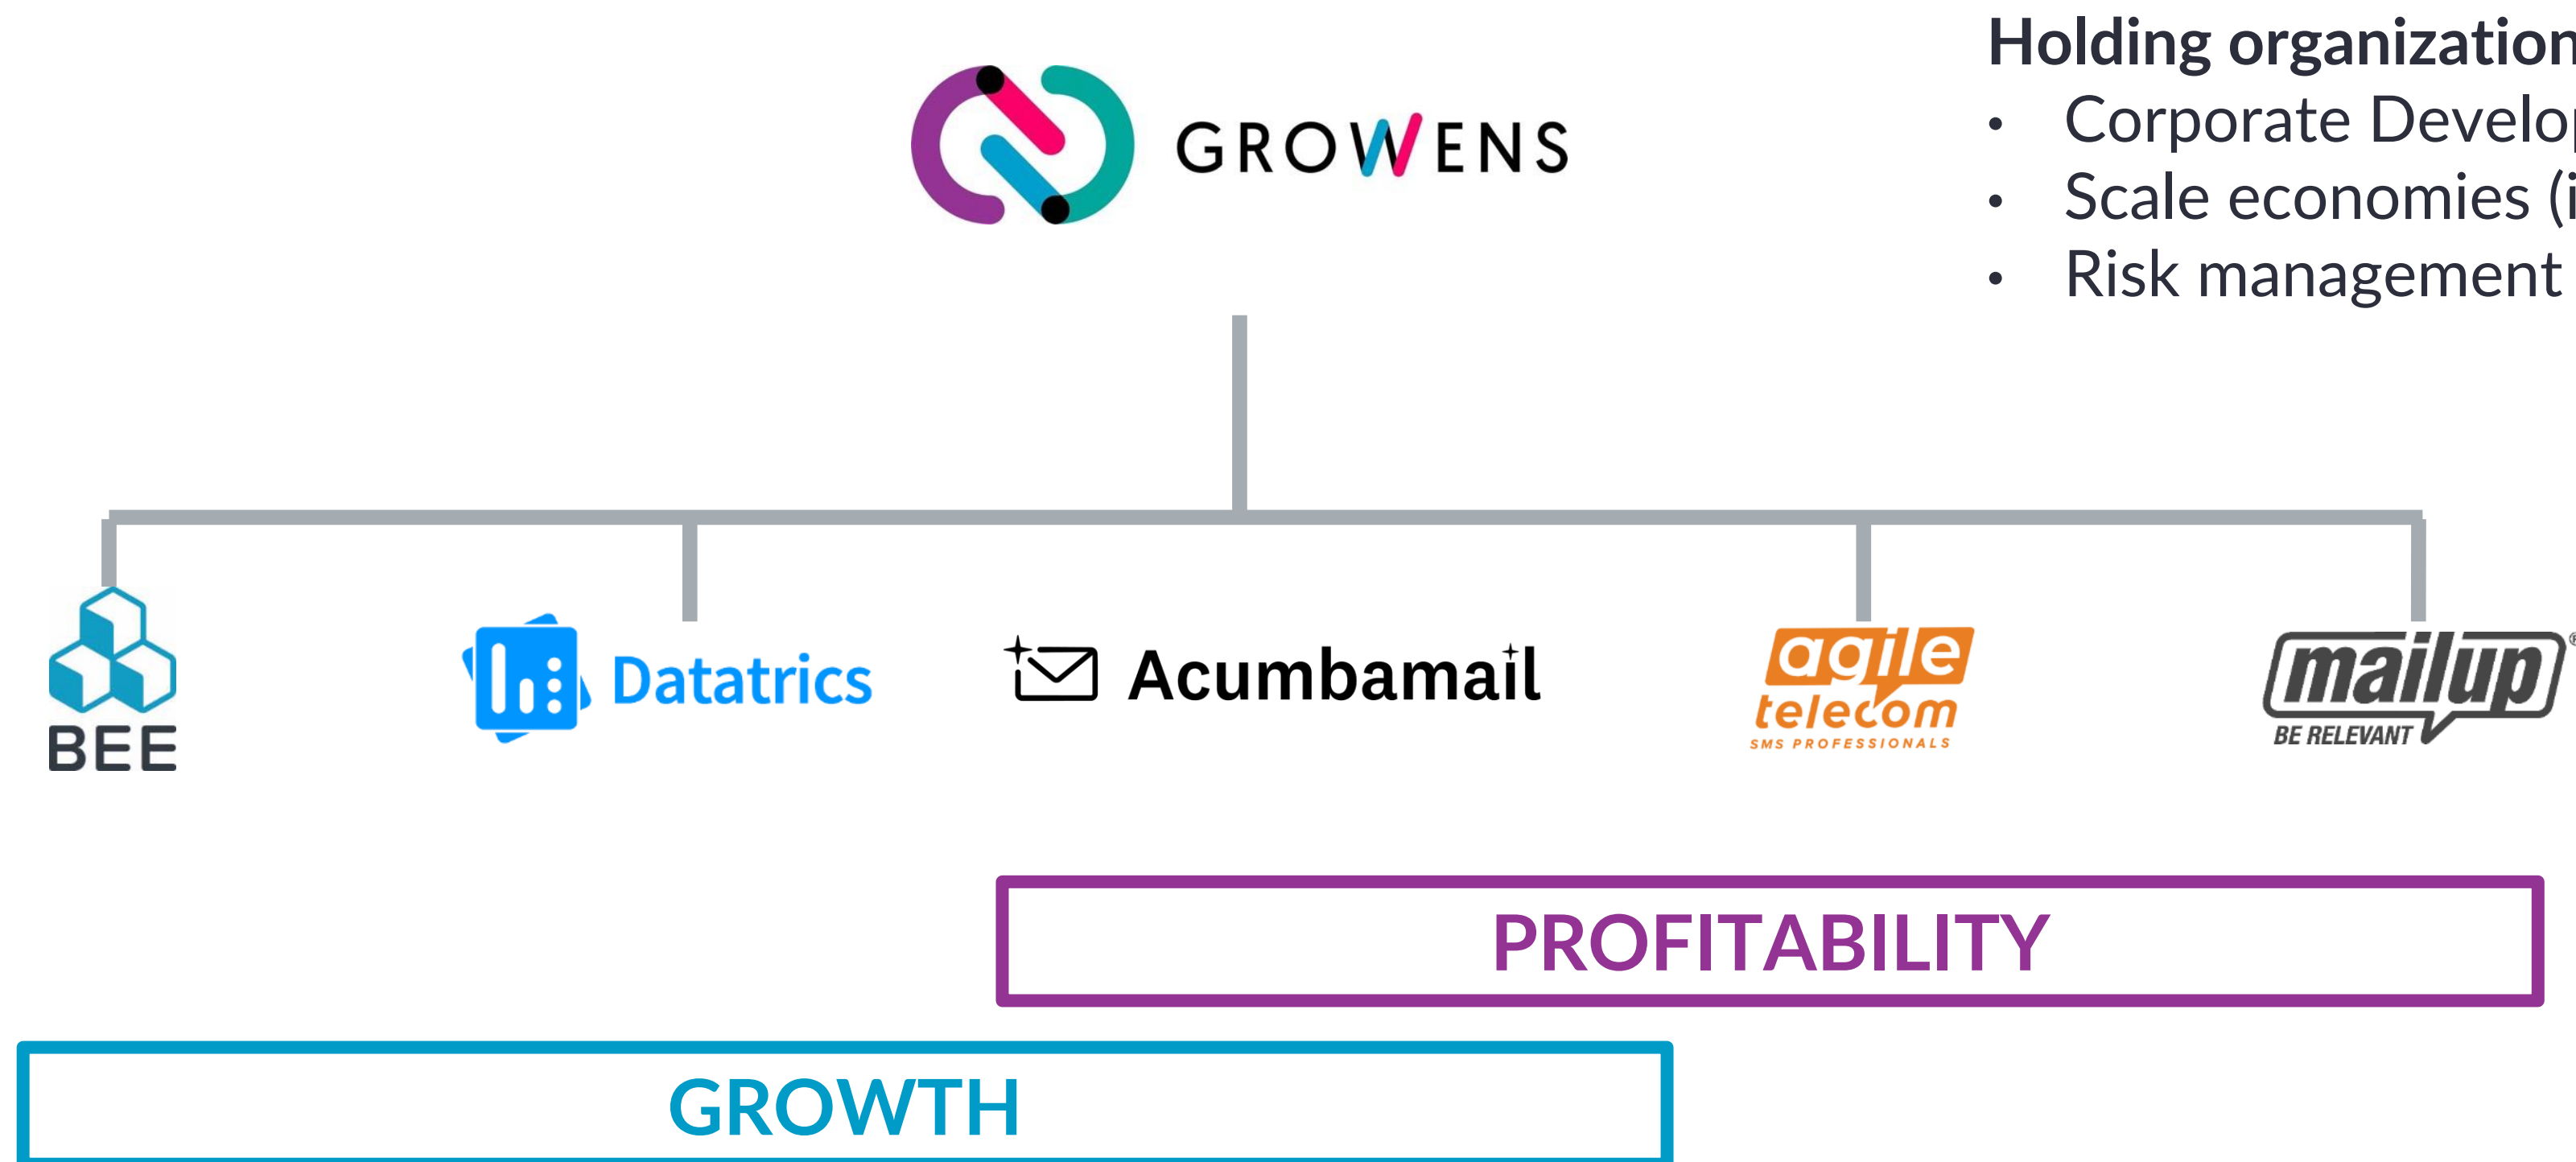 Holding organization
• Corporate
• Scale economies
• Risk management
GROWENS
BEE
Datatrics
Acumbamail
agile
telecom
SMS PROFESSIONALS
mailup®
BE RELEVANT
PROFITABILITY
GROWTH